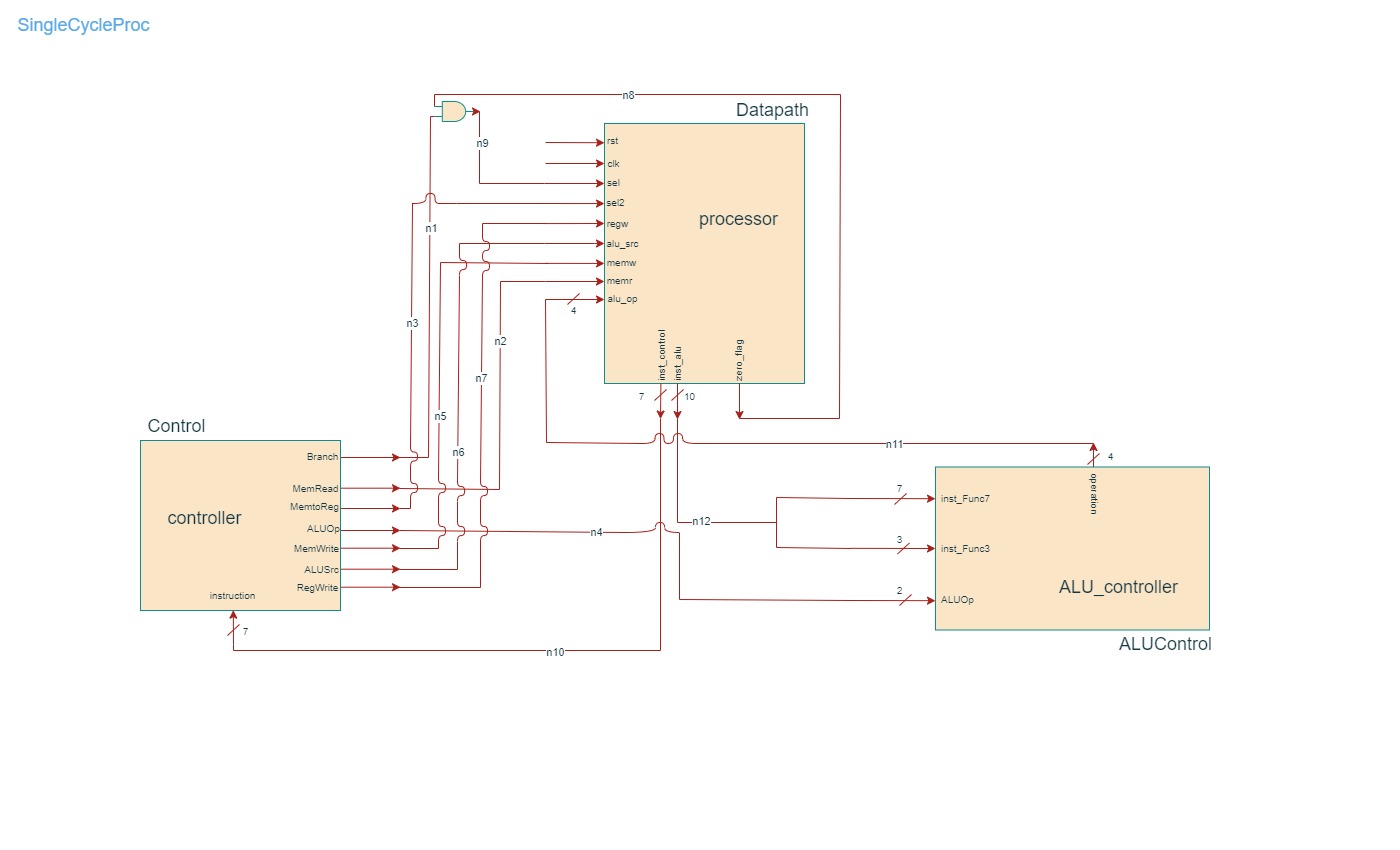 SingleCycleProc
n8
Datapath
rst
n9
clk
sel
sel2
processor
regw
n1
alu_src
memw
memr
alu_op
4
n3
n2
inst_control
inst_alu
zero_flag
n7
7
10
n5
Control
n11
n6
4
Branch
MemRead
MemtoReg
controller
ALUOp
MemWrite
ALUSrc
RegWrite
instruction
7
n4
n12
n10
operation
7
inst_Func7
3
inst_Func3
ALU_controller
2
ALUOp
ALUControl